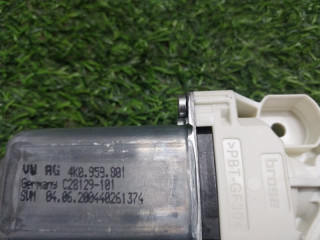 VW AG 4K0.959.801
Germany C28129-101
SVM 04.06.200440261374
>PBT-GF30<
brose